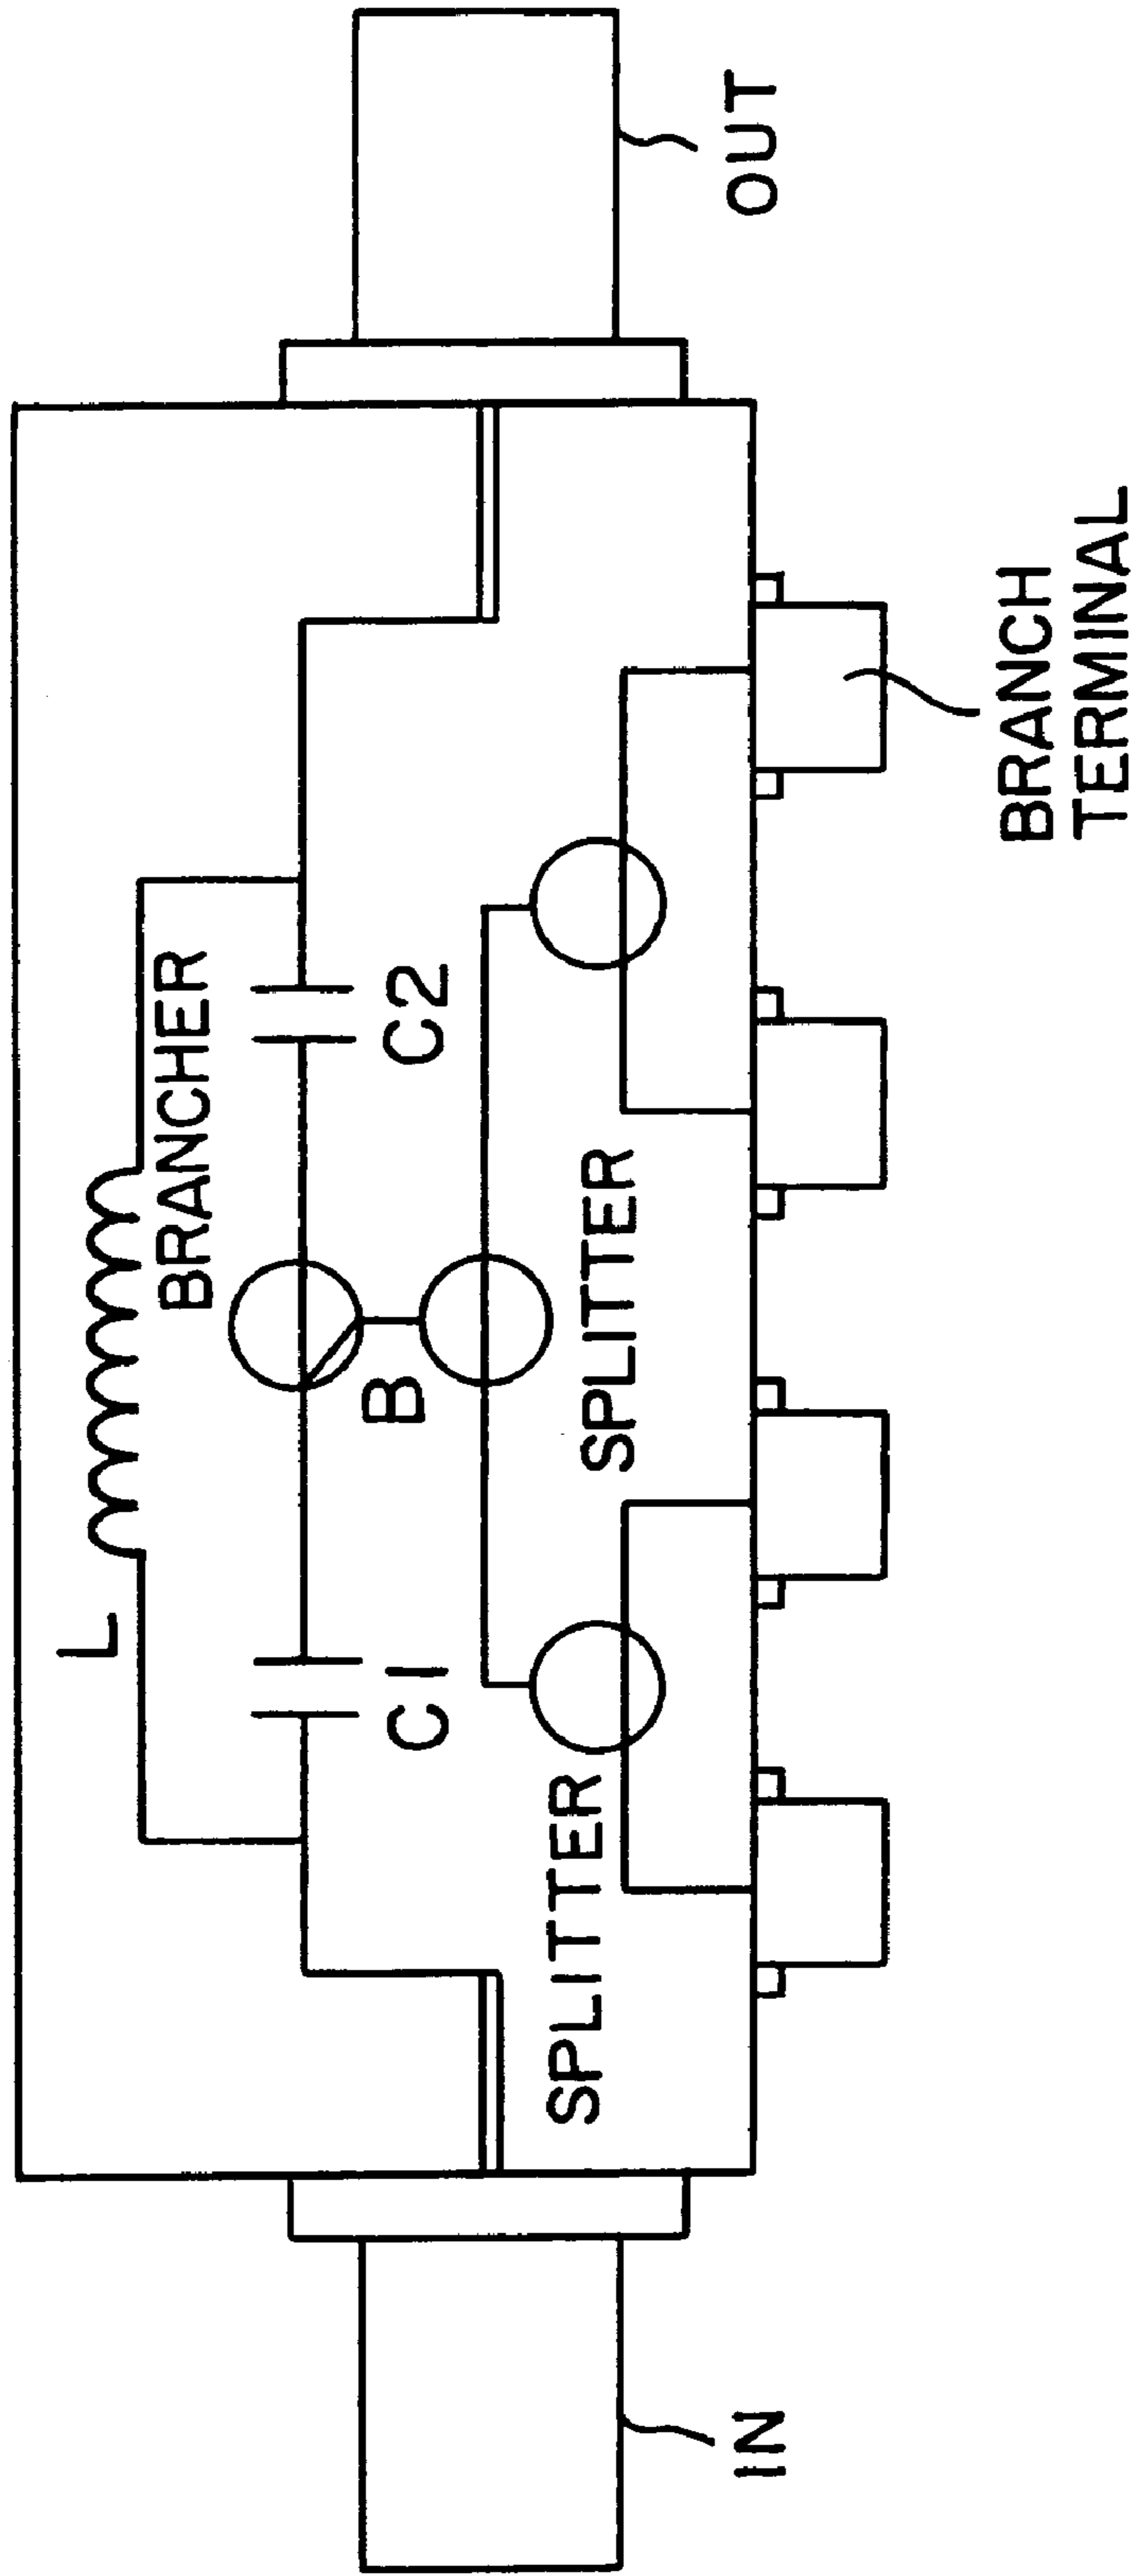 L
BRANCHER
C1
C2
B
SPLITTER
SPLITTER
IN
OUT
BRANCH
TERMINAL